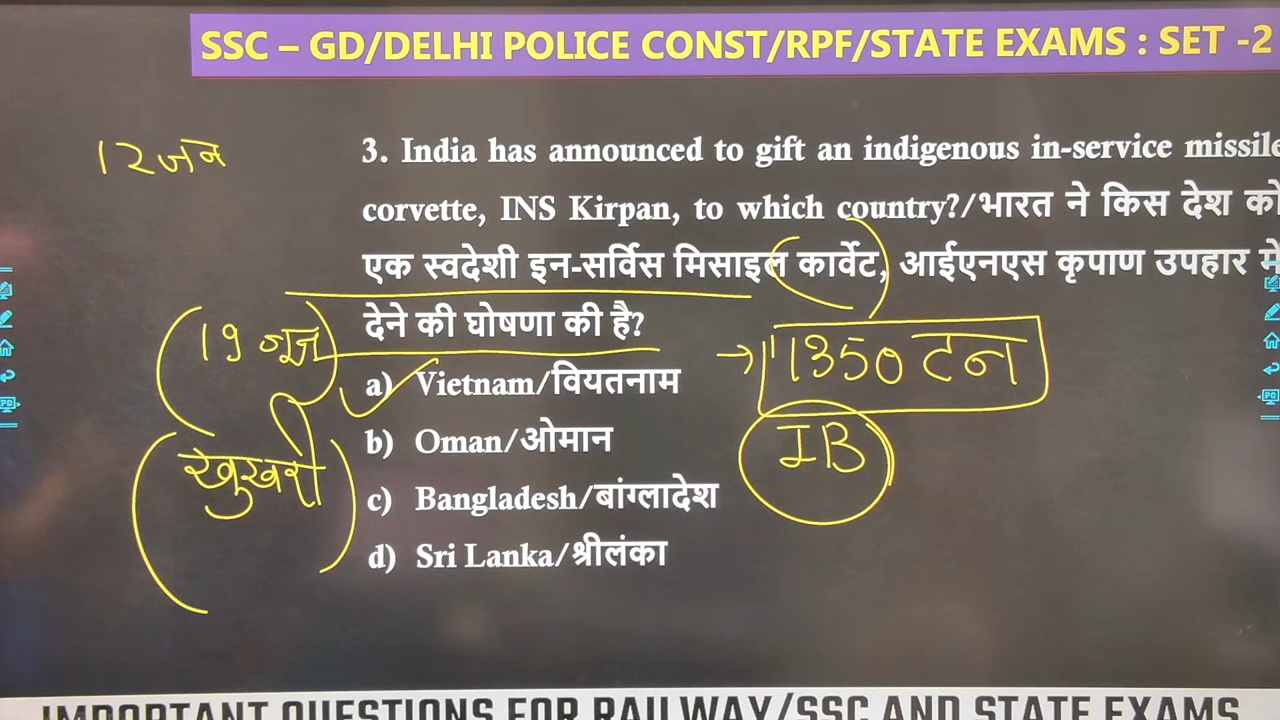 SSC – GD/DELHI POLICE CONST/RPF/STATE EXAMS : SET -2
12 जन
3. India has announced to gift an indigenous in-service missile
corvette, INS Kirpan, to which country?/भारत ने किस देश को
एक स्वदेशी इन-सर्विस मिसाइल कार्वेट, आईएनएस कृपाण उपहार में
देने की घोषणा की है?
19 जून
1350 टन
a) Vietnam/वियतनाम
IB
b) Oman/ओमान
खुखरी
c) Bangladesh/बांग्लादेश
d) Sri Lanka/श्रीलंका
IMPORTANT QUESTIONS FOR RAILWAY/SSC AND STATE EXAMS